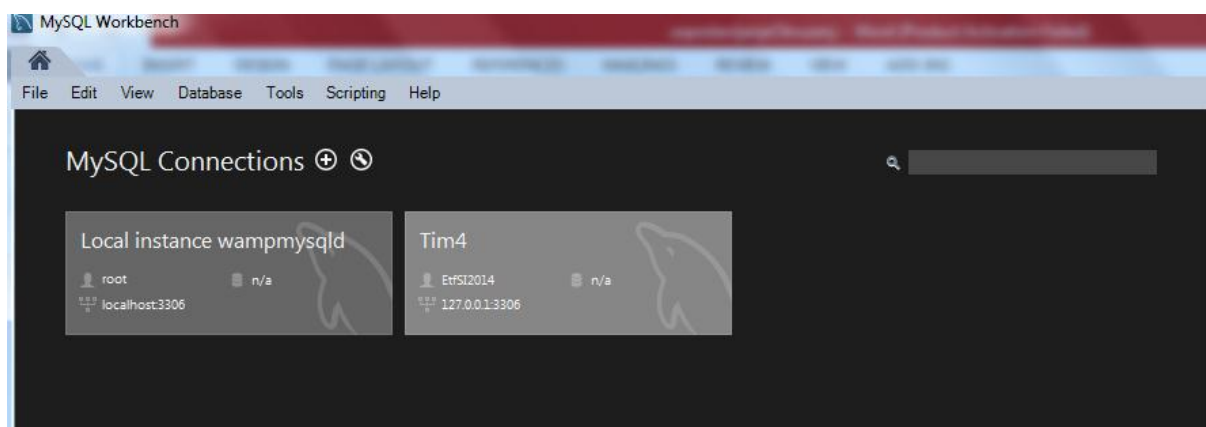 MySQL Workbench
File Edit View Database Tools Scripting Help
MySQL Connections
Local instance wampmysqld
root n/a
localhost:3306
Tim4
EtfSI2014 n/a
127.0.0.1:3306